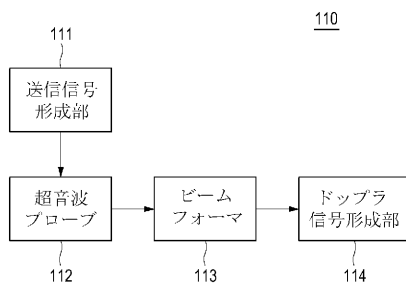 110
111
送信信号
形成部
超音波
プローブ
ビーム
フォーマ
ドップラ
信号形成部
112
113
114